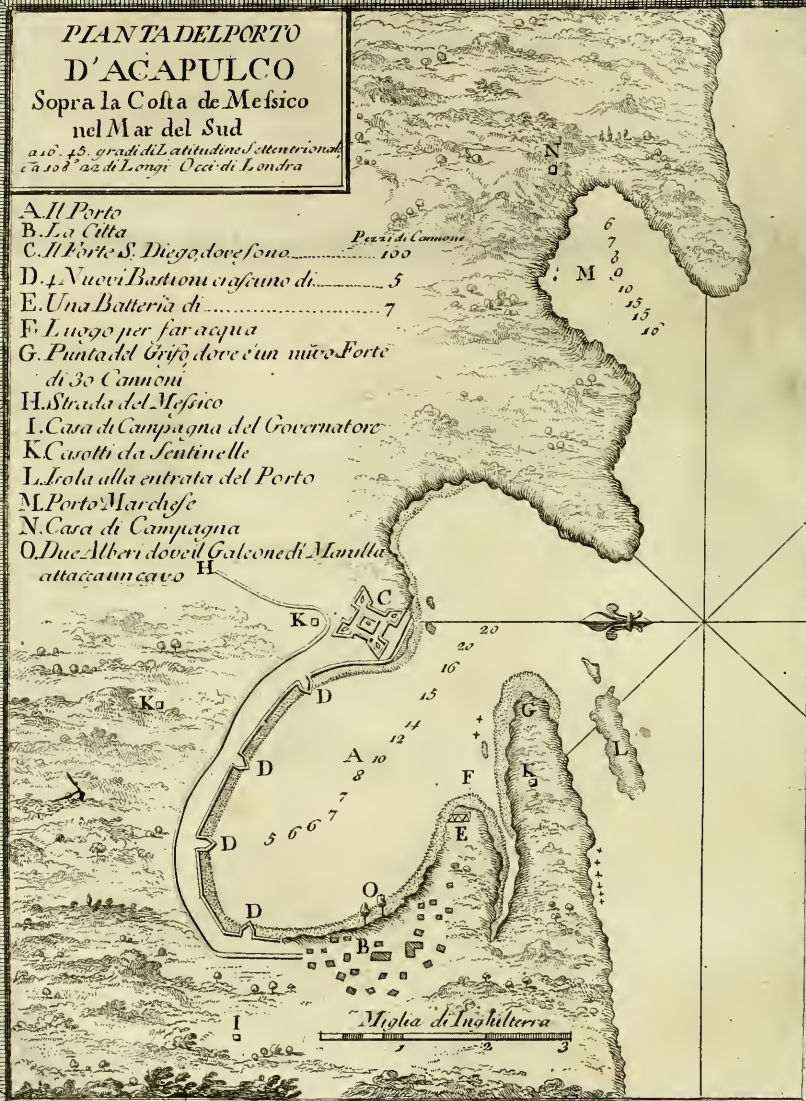 PIANTA DEL PORTO
D'ACAPULCO
Sopra la Costa de Messico
nel Mar del Sud
a 16°. 45. gradi di Latitudine Settentrionale
e a 108° 22 di Longi Occi di Londra
A. Il Porto
B. La Citta
Pezzi di Cannone
C. Il Forte S. Diego, dove sono 100
D. 4. Nuovi Bastioni ciascuno di 5
E. Una Batteria di 7
F. Luogo per far acqua
G. Punta del Grifo, dove è un nuovo Forte
di 30 Cannoni
H. Strada del Messico
I. Casa di Campagna del Governatore
K. Casotti da Sentinelle
L. Isola alla entrata del Porto
M. Porto Marchese
N. Casa di Campagna
O. Due Alberi dove il Galeone di Manilla
attacca un cavo
N
6
7
8
M 9
10
15
15
16
H
C
K
20
20
16
D
15
K
G
14
12
L
A 10
D
8
F
K
7
7
E
D
5 6 6
O
D
B
I
Miglia di Inghilterra
1 2 3